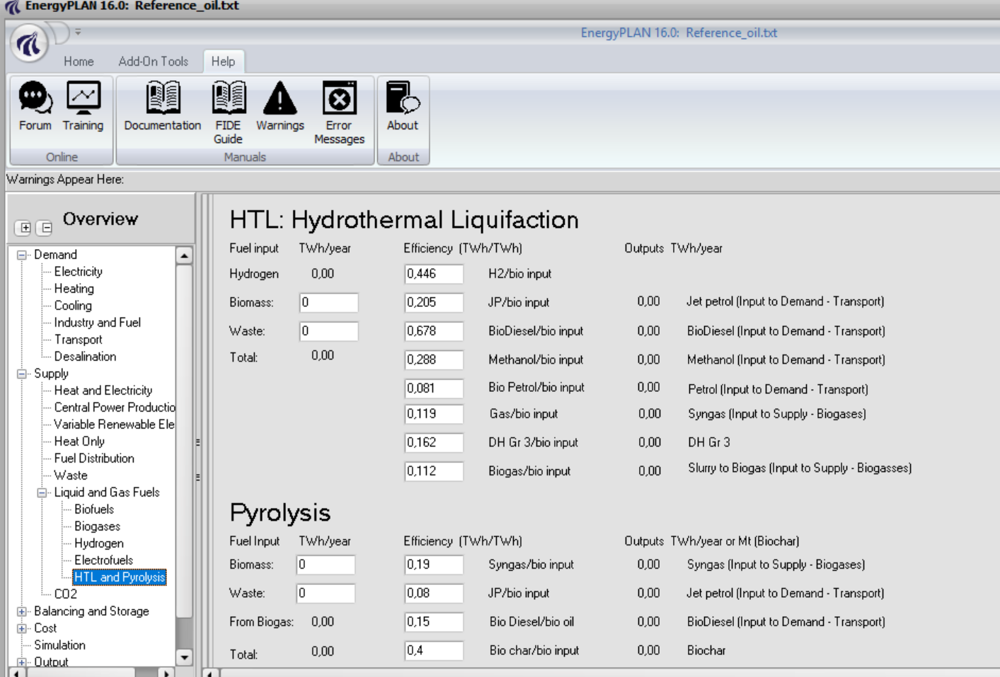 EnergyPLAN 16.0: Reference_oil.txt
EnergyPLAN 16.0: Reference_oil.txt
Home Add-On Tools Help
Forum Training Documentation FIDE Guide Warnings Error Messages About
Online Manuals About
Warnings Appear Here:
Overview
Demand
Electricity
Heating
Cooling
Industry and Fuel
Transport
Desalination
Supply
Heat and Electricity
Central Power Productio
Variable Renewable Ele
Heat Only
Fuel Distribution
Waste
Liquid and Gas Fuels
Biofuels
Biogases
Hydrogen
Electrofuels
HTL and Pyrolysis
CO2
Balancing and Storage
Cost
Simulation
Output
HTL: Hydrothermal Liquifaction
Fuel input TWh/year Efficiency (TWh/TWh) Outputs TWh/year
Hydrogen 0,00 0,446 H2/bio input
Biomass: 0 0,205 JP/bio input 0,00 Jet petrol (Input to Demand - Transport)
Waste: 0 0,678 BioDiesel/bio input 0,00 BioDiesel (Input to Demand - Transport)
Total: 0,00 0,288 Methanol/bio input 0,00 Methanol (Input to Demand - Transport)
0,081 Bio Petrol/bio input 0,00 Petrol (Input to Demand - Transport)
0,119 Gas/bio input 0,00 Syngas (Input to Supply - Biogases)
0,162 DH Gr 3/bio input 0,00 DH Gr 3
0,112 Biogas/bio input 0,00 Slurry to Biogas (Input to Supply - Biogasses)
Pyrolysis
Fuel Input TWh/year Efficiency (TWh/TWh) Outputs TWh/year or Mt (Biochar)
Biomass: 0 0,19 Syngas/bio input 0,00 Syngas (Input to Supply - Biogases)
Waste: 0 0,08 JP/bio input 0,00 Jet petrol (Input to Demand - Transport)
From Biogas: 0,00 0,15 Bio Diesel/bio oil 0,00 BioDiesel (Input to Demand - Transport)
Total: 0,00 0,4 Bio char/bio input 0,00 Biochar